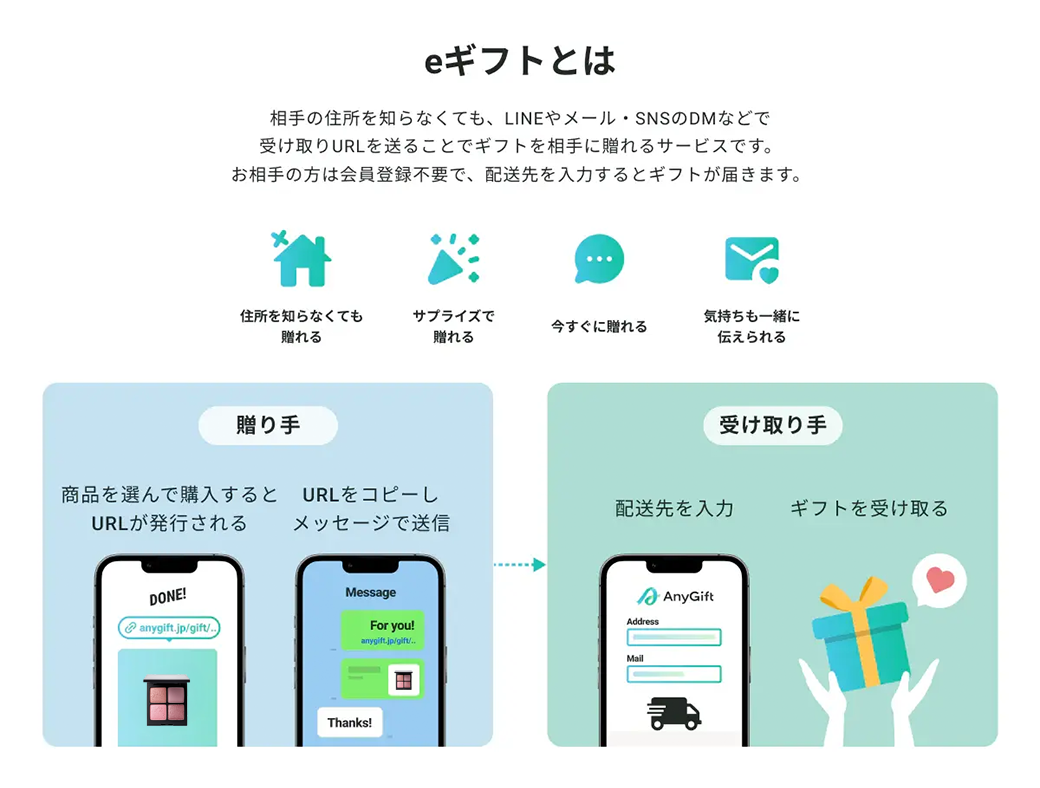 eギフトとは
相手の住所を知らなくても、LINEやメール・SNSのDMなどで
受け取りURLを送ることでギフトを相手に贈れるサービスです。
お相手の方は会員登録不要で、配送先を入力するとギフトが届きます。
住所を知らなくても
贈れる
サプライズで
贈れる
今すぐに贈れる
気持ちも一緒に
伝えられる
贈り手
商品を選んで購入すると
URLが発行される
DONE!
anygift.jp/gift/..
URLをコピーし
メッセージで送信
Message
For you!
anygift.jp/gift/..
Thanks!
受け取り手
配送先を入力
AnyGift
Address
Mail
ギフトを受け取る